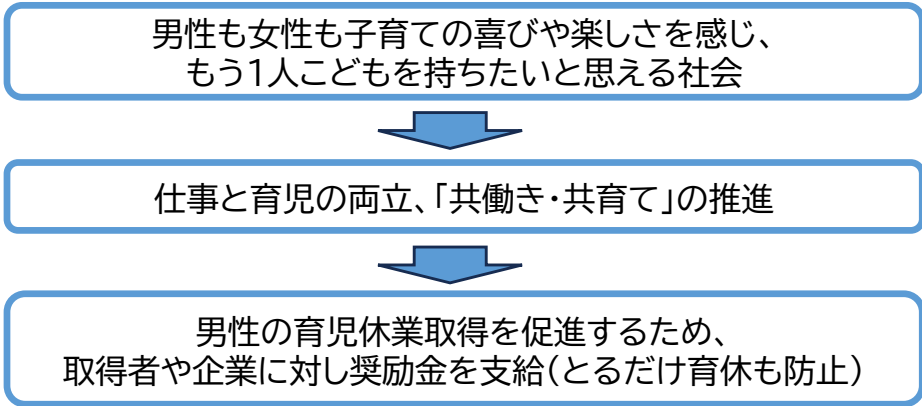 男性も女性も子育ての喜びや楽しさを感じ、
もう1人こどもを持ちたいと思える社会
仕事と育児の両立、「共働き・共育て」の推進
男性の育児休業取得を促進するため、
取得者や企業に対し奨励金を支給(とるだけ育休も防止)